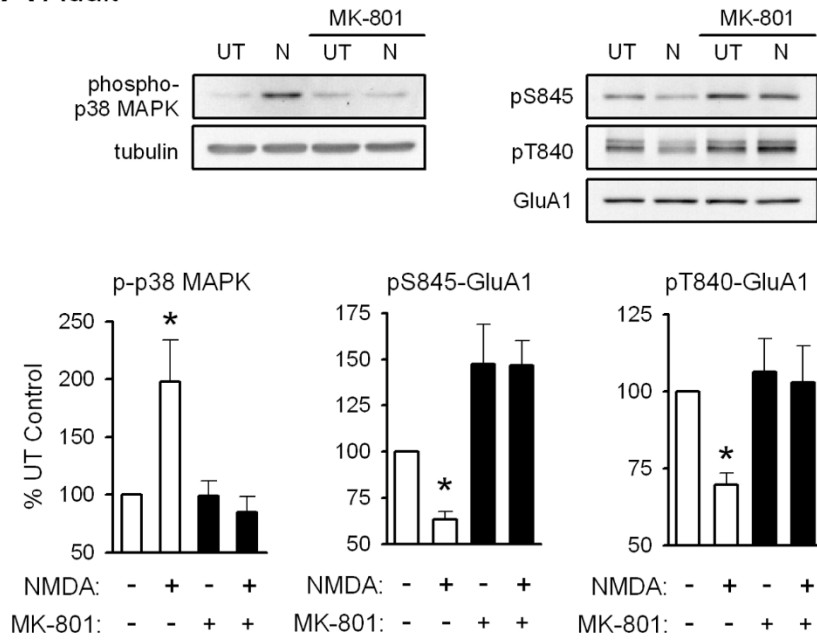 MK-801
UT N UT N
phospho-
p38 MAPK
tubulin
MK-801
UT N UT N
pS845
pT840
GluA1
p-p38 MAPK
% UT Control
250
200
150
100
50
*
NMDA: - + - +
MK-801: - - + +
pS845-GluA1
175
150
125
100
75
50
*
NMDA: - + - +
MK-801: - - + +
pT840-GluA1
125
100
75
50
*
NMDA: - + - +
MK-801: - - + +